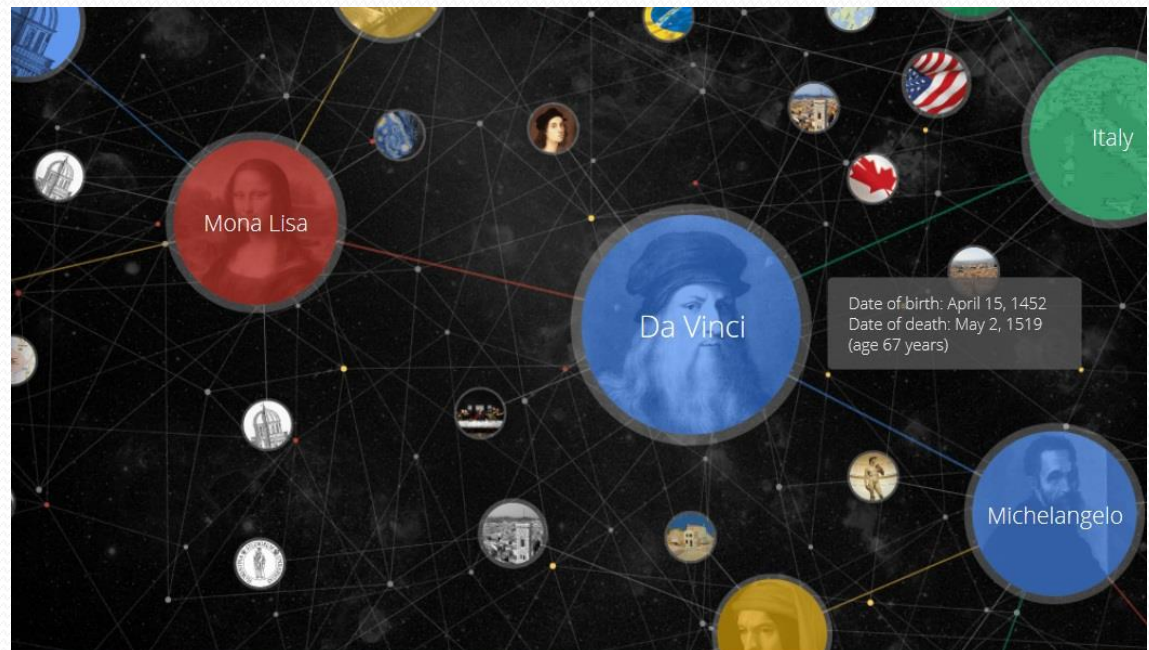 Italy
Mona Lisa
Da Vinci
Date of birth: April 15, 1452
Date of death: May 2, 1519
(age 67 years)
Michelangelo